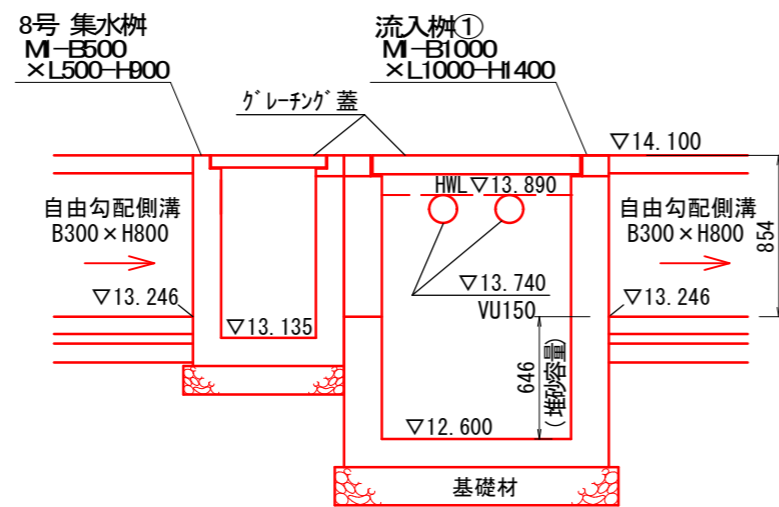 8号 集水桝
MI-B500
×L500-H900
流入桝①
MI-B1000
×L1000-H1400
グレーチング蓋
▽14.100
HWL▽13.890
自由勾配側溝
B300×H800
自由勾配側溝
B300×H800
854
▽13.740
VU150
▽13.246
▽13.246
▽13.135
646
(堆砂容量)
▽12.600
基礎材